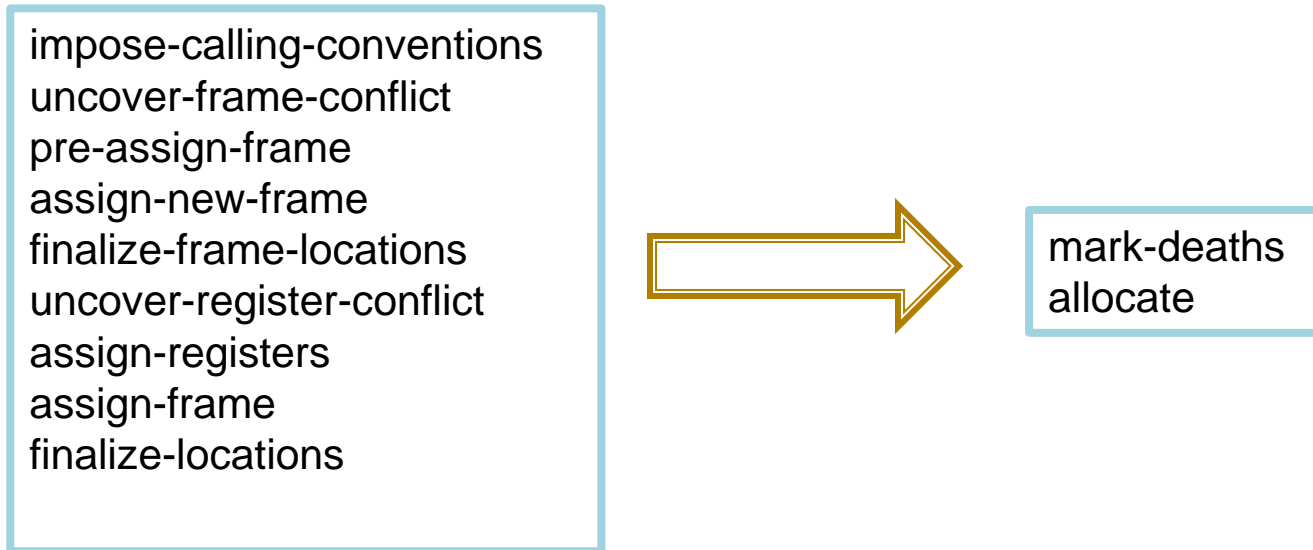 impose-calling-conventions
uncover-frame-conflict
pre-assign-frame
assign-new-frame
finalize-frame-locations
uncover-register-conflict
assign-registers
assign-frame
finalize-locations
mark-deaths
allocate